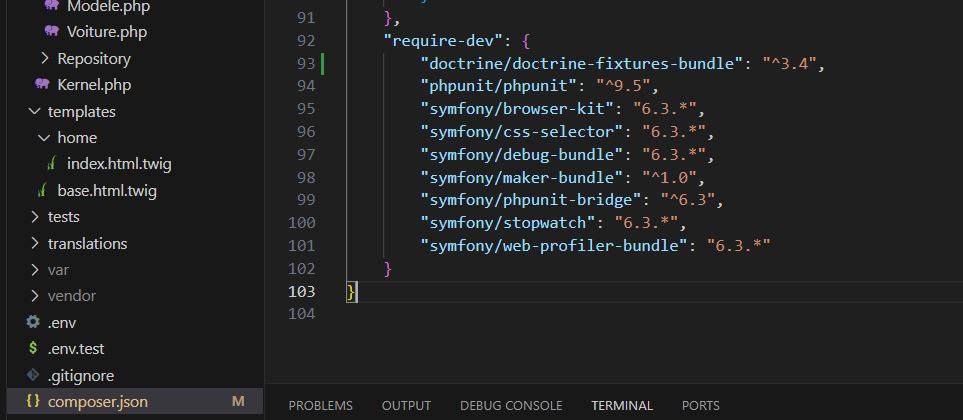 Modele.php
Voiture.php
Repository
Kernel.php
templates
home
index.html.twig
base.html.twig
tests
translations
var
vendor
.env
$ .env.test
.gitignore
{} composer.json M
91 },
92 "require-dev": {
93 "doctrine/doctrine-fixtures-bundle": "^3.4",
94 "phpunit/phpunit": "^9.5",
95 "symfony/browser-kit": "6.3.*",
96 "symfony/css-selector": "6.3.*",
97 "symfony/debug-bundle": "6.3.*",
98 "symfony/maker-bundle": "^1.0",
99 "symfony/phpunit-bridge": "^6.3",
100 "symfony/stopwatch": "6.3.*",
101 "symfony/web-profiler-bundle": "6.3.*"
102 }
103 }
104
PROBLEMS OUTPUT DEBUG CONSOLE TERMINAL PORTS